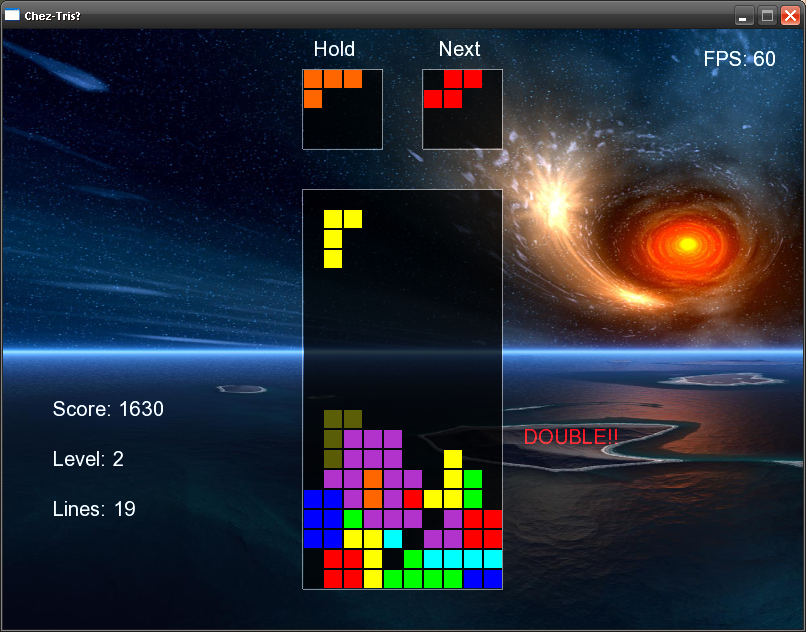 Chez-Tris?
Hold
Next
FPS: 60
Score: 1630
DOUBLE!!
Level: 2
Lines: 19